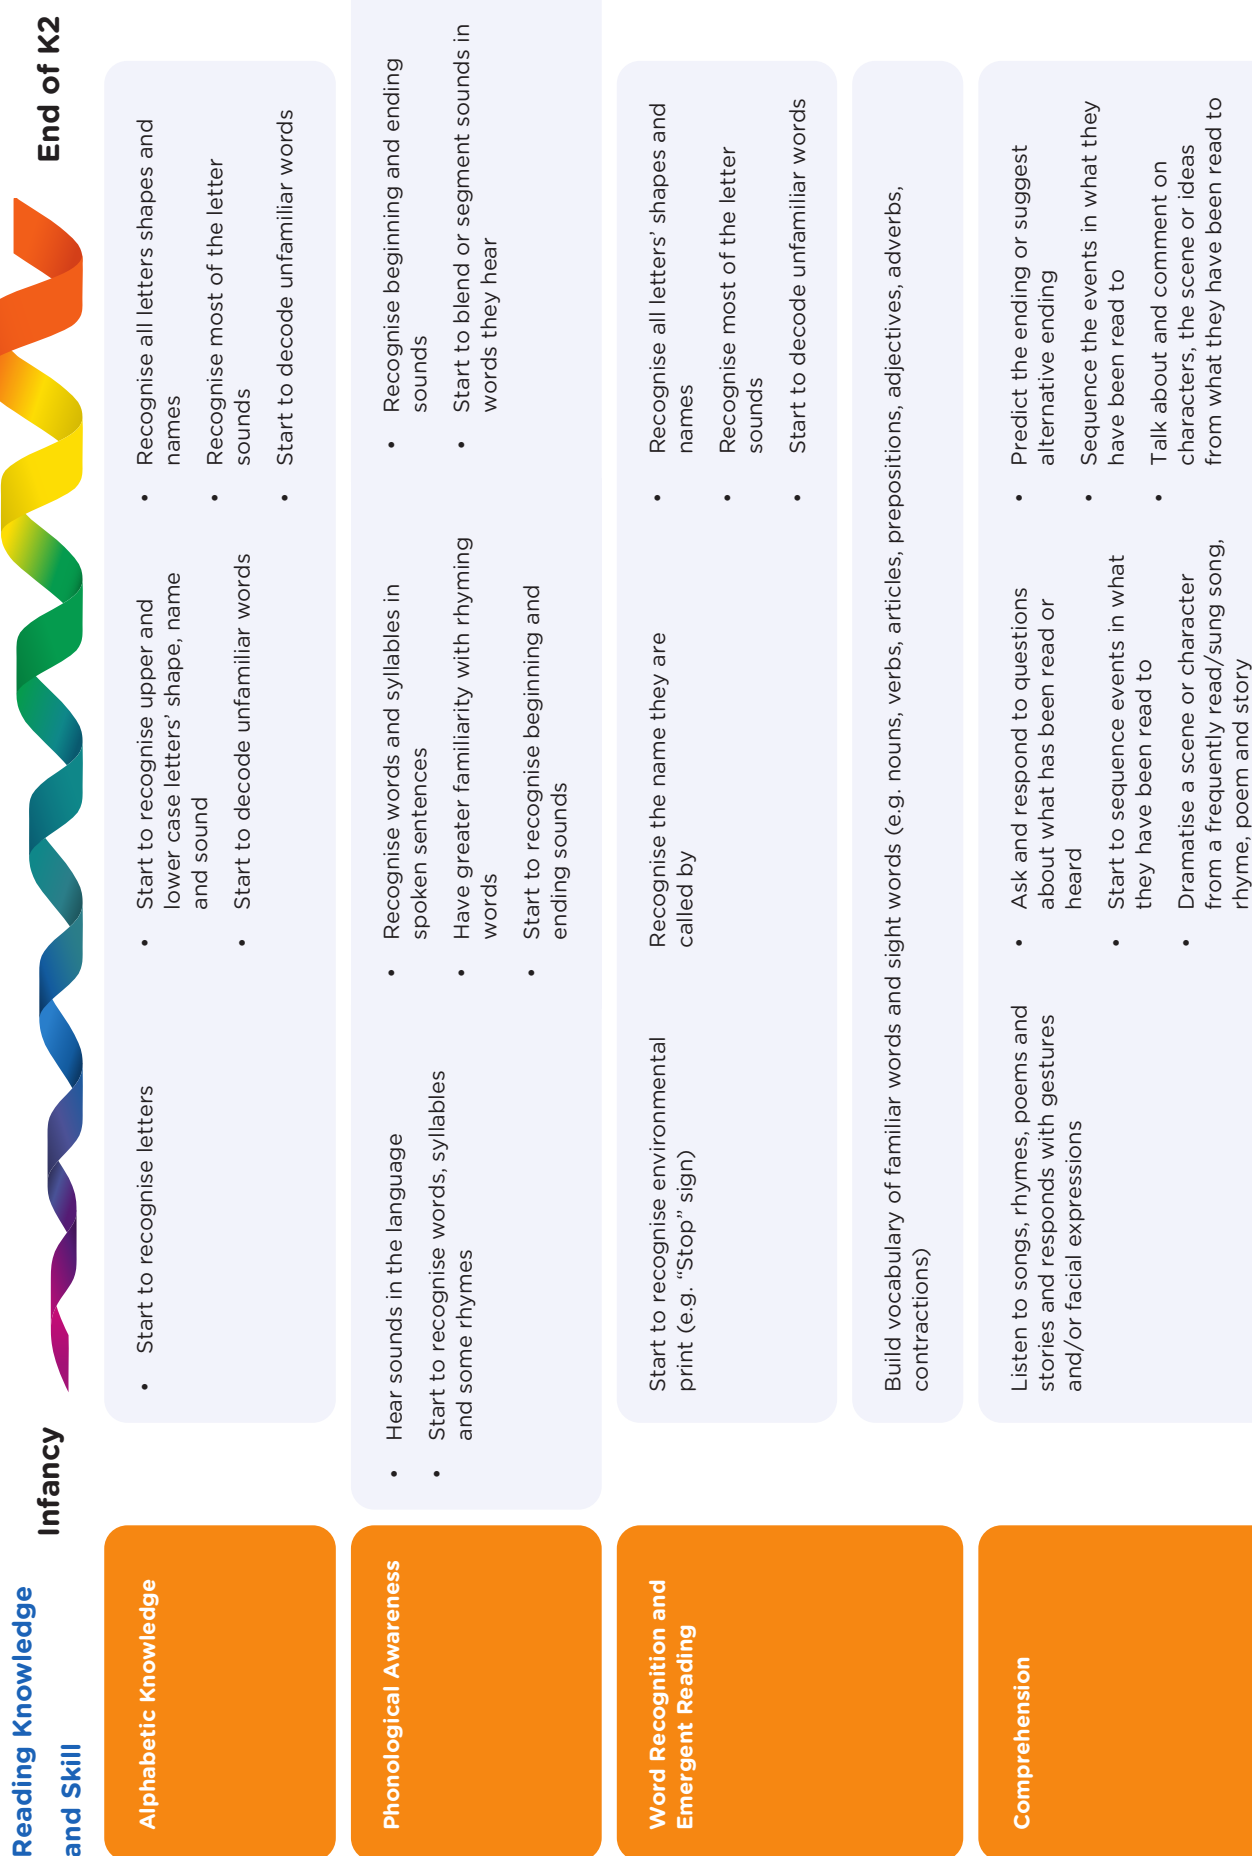 Reading Knowledge
and Skill
Infancy
End of K2
Alphabetic Knowledge
• Start to recognise letters
• Start to recognise upper and
lower case letters’ shape, name
and sound
• Start to decode unfamiliar words
• Recognise all letters shapes and
names
• Recognise most of the letter
sounds
• Start to decode unfamiliar words
Phonological Awareness
• Hear sounds in the language
• Start to recognise words, syllables
and some rhymes
• Recognise words and syllables in
spoken sentences
• Have greater familiarity with rhyming
words
• Start to recognise beginning and
ending sounds
• Recognise beginning and ending
sounds
• Start to blend or segment sounds in
words they hear
Word Recognition and
Emergent Reading
Start to recognise environmental
print (e.g. “Stop” sign)
Recognise the name they are
called by
• Recognise all letters’ shapes and
names
• Recognise most of the letter
sounds
• Start to decode unfamiliar words
Build vocabulary of familiar words and sight words (e.g. nouns, verbs, articles, prepositions, adjectives, adverbs,
contractions)
Comprehension
Listen to songs, rhymes, poems and
stories and responds with gestures
and/or facial expressions
• Ask and respond to questions
about what has been read or
heard
• Start to sequence events in what
they have been read to
• Dramatise a scene or character
from a frequently read/sung song,
rhyme, poem and story
• Predict the ending or suggest
alternative ending
• Sequence the events in what they
have been read to
• Talk about and comment on
characters, the scene or ideas
from what they have been read to